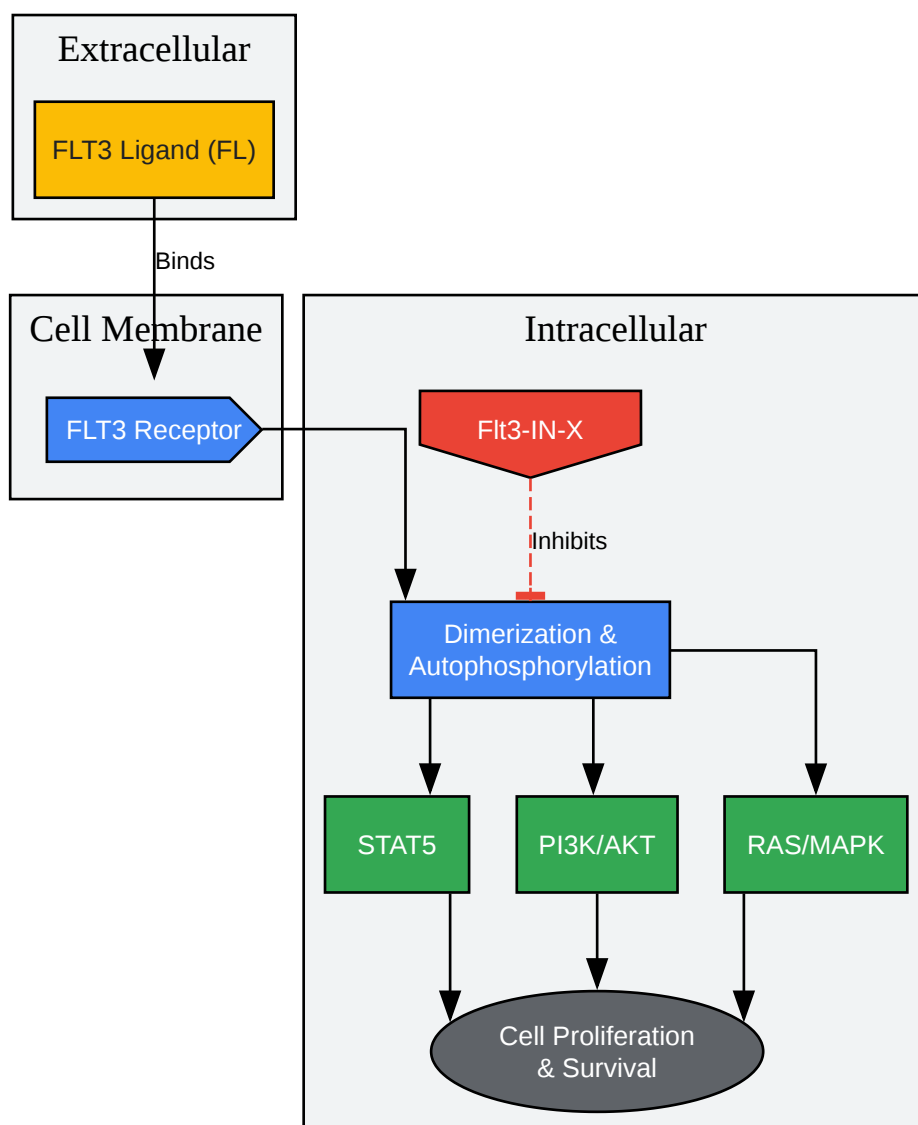 Extracellular
FLT3 Ligand (FL)
Binds
Cell Membrane
Intracellular
FLT3 Receptor
Flt3-IN-X
Inhibits
Dimerization &
Autophosphorylation
STAT5
PI3K/AKT
RAS/MAPK
Cell Proliferation
& Survival